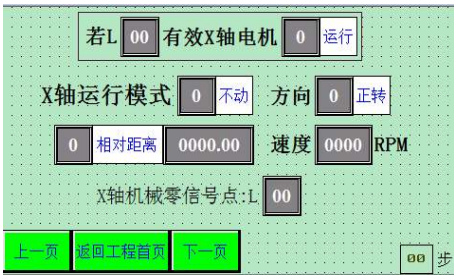 若L 00 有效X轴电机 0 运行
X轴运行模式 0 不动 方向 0 正转
0 相对距离 0000.00 速度 0000 RPM
X轴机械零信号点:L 00
上一页 返回工程首页 下一页 00 步